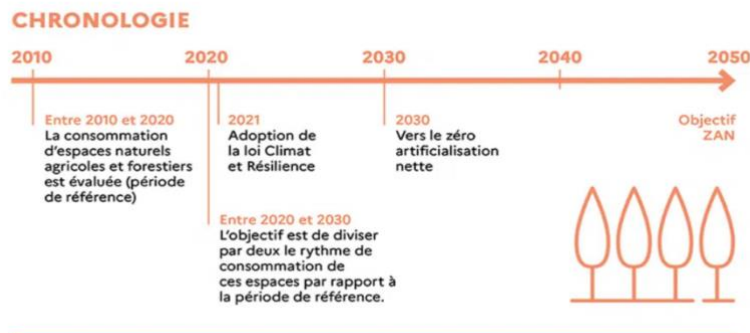 CHRONOLOGIE
2010 2020 2030 2040 2050
Entre 2010 et 2020
La consommation
d'espaces naturels
agricoles et forestiers
est évaluée (période
de référence)
2021
Adoption de
la loi Climat
et Résilience
2030
Vers le zéro
artificialisation
nette
Objectif
ZAN
Entre 2020 et 2030
L'objectif est de diviser
par deux le rythme de
consommation de
ces espaces par rapport à
la période de référence.